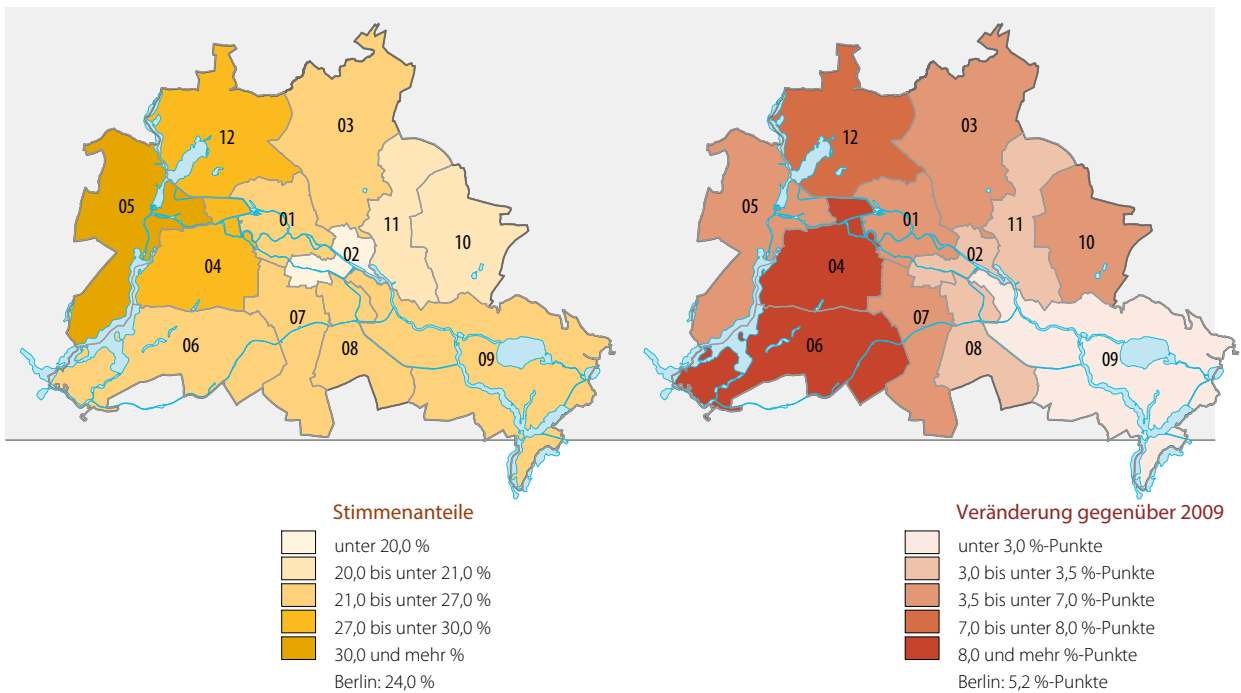 12
03
05
01
11
10
02
04
07
06
08
09
12
03
05
01
11
10
02
04
07
06
08
09
Stimmenanteile
unter 20,0 %
20,0 bis unter 21,0 %
21,0 bis unter 27,0 %
27,0 bis unter 30,0 %
30,0 und mehr %
Berlin: 24,0 %
Veränderung gegenüber 2009
unter 3,0 %-Punkte
3,0 bis unter 3,5 %-Punkte
3,5 bis unter 7,0 %-Punkte
7,0 bis unter 8,0 %-Punkte
8,0 und mehr %-Punkte
Berlin: 5,2 %-Punkte